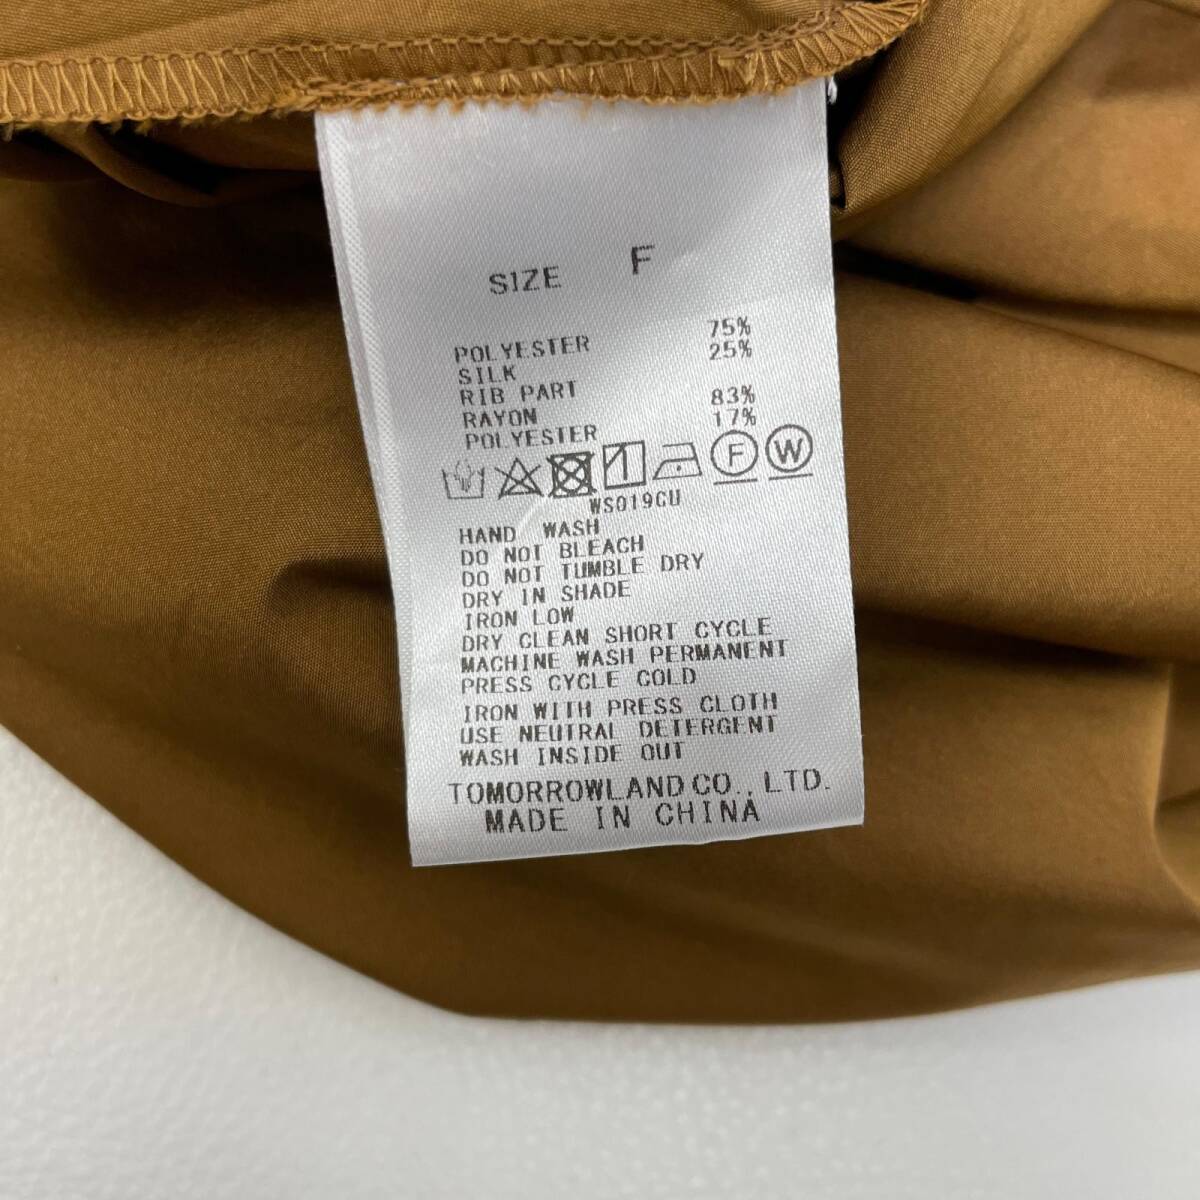 SIZE F
POLYESTER 75%
SILK 25%
RIB PART
RAYON 83%
POLYESTER 17%
F W
WS019CU
HAND WASH
DO NOT BLEACH
DO NOT TUMBLE DRY
DRY IN SHADE
IRON LOW
DRY CLEAN SHORT CYCLE
MACHINE WASH PERMANENT
PRESS CYCLE COLD
IRON WITH PRESS CLOTH
USE NEUTRAL DETERGENT
WASH INSIDE OUT
TOMORROWLAND CO., LTD.
MADE IN CHINA